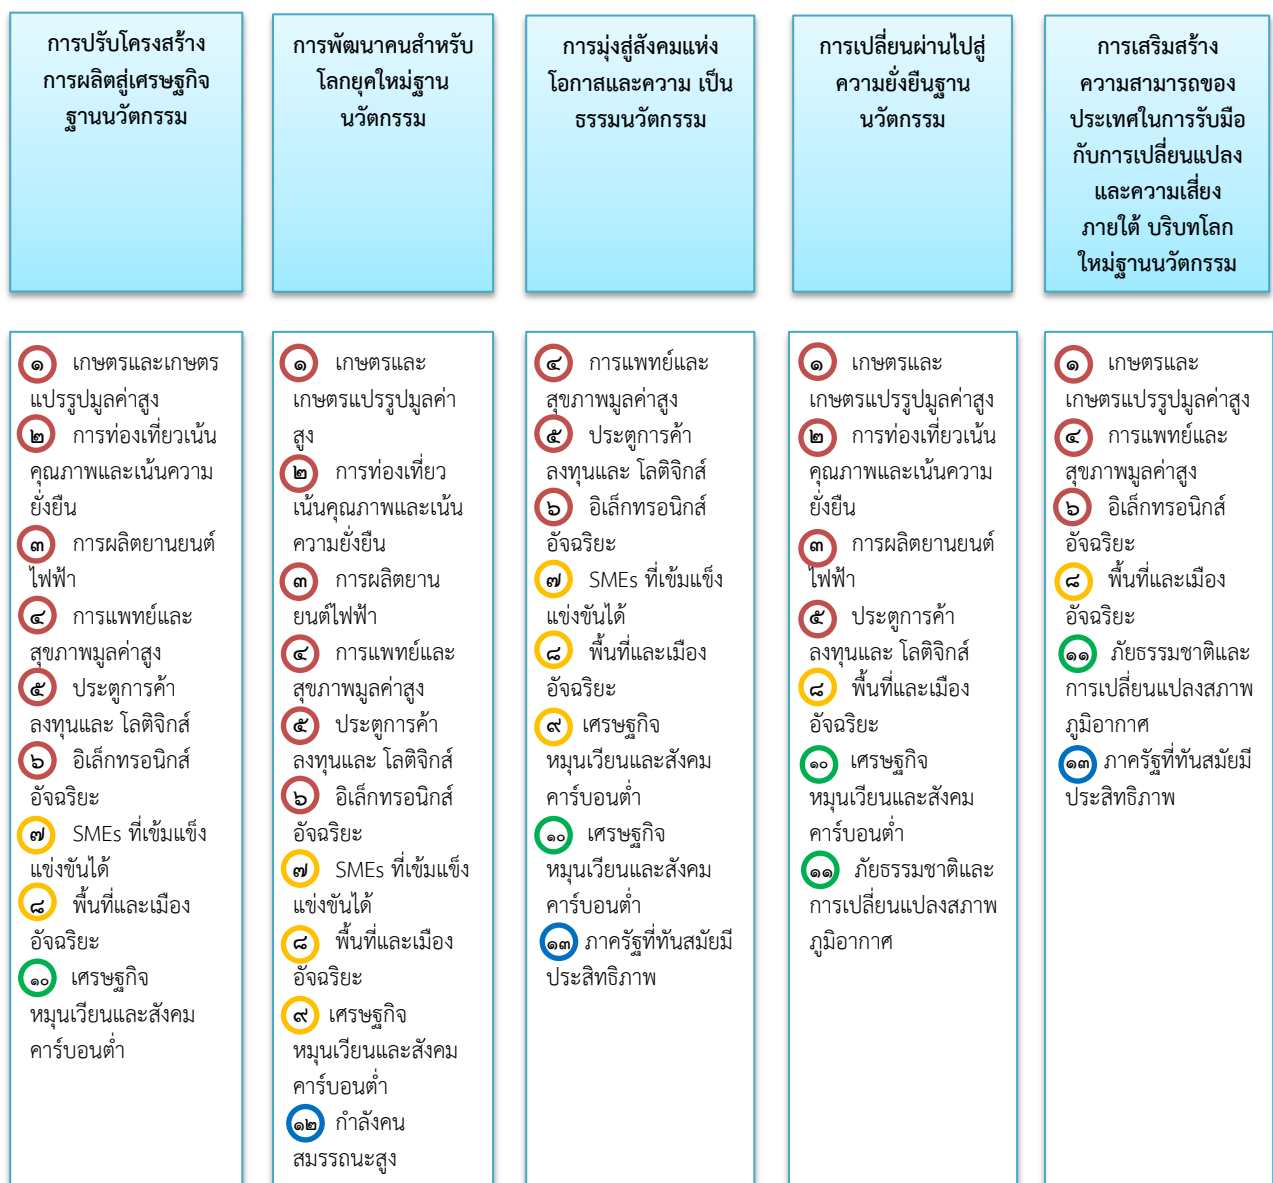 การปรับโครงสร้าง
การผลิตสู่เศรษฐกิจ
ฐานนวัตกรรม
การพัฒนาคนสำหรับ
โลกยุคใหม่ฐาน
นวัตกรรม
การมุ่งสู่สังคมแห่ง
โอกาสและความ เป็น
ธรรมนวัตกรรม
การเปลี่ยนผ่านไปสู่
ความยั่งยืนฐาน
นวัตกรรม
การเสริมสร้าง
ความสามารถของ
ประเทศในการรับมือ
กับการเปลี่ยนแปลง
และความเสี่ยง
ภายใต้ บริบทโลก
ใหม่ฐานนวัตกรรม
๑ เกษตรและเกษตร
แปรรูปมูลค่าสูง
๒ การท่องเที่ยวเน้น
คุณภาพและเน้นความ
ยั่งยืน
๓ การผลิตยานยนต์
ไฟฟ้า
๔ การแพทย์และ
สุขภาพมูลค่าสูง
๕ ประตูการค้า
ลงทุนและ โลติจิกส์
๖ อิเล็กทรอนิกส์
อัจฉริยะ
๗ SMEs ที่เข้มแข็ง
แข่งขันได้
๘ พื้นที่และเมือง
อัจฉริยะ
๑๐ เศรษฐกิจ
หมุนเวียนและสังคม
คาร์บอนต่ำ
๑ เกษตรและ
เกษตรแปรรูปมูลค่า
สูง
๒ การท่องเที่ยว
เน้นคุณภาพและเน้น
ความยั่งยืน
๓ การผลิตยาน
ยนต์ไฟฟ้า
๔ การแพทย์และ
สุขภาพมูลค่าสูง
๕ ประตูการค้า
ลงทุนและ โลติจิกส์
๖ อิเล็กทรอนิกส์
อัจฉริยะ
๗ SMEs ที่เข้มแข็ง
แข่งขันได้
๘ พื้นที่และเมือง
อัจฉริยะ
๙ เศรษฐกิจ
หมุนเวียนและสังคม
คาร์บอนต่ำ
๑๒ กำลังคน
สมรรถนะสูง
๔ การแพทย์และ
สุขภาพมูลค่าสูง
๕ ประตูการค้า
ลงทุนและ โลติจิกส์
๖ อิเล็กทรอนิกส์
อัจฉริยะ
๗ SMEs ที่เข้มแข็ง
แข่งขันได้
๘ พื้นที่และเมือง
อัจฉริยะ
๙ เศรษฐกิจ
หมุนเวียนและสังคม
คาร์บอนต่ำ
๑๐ เศรษฐกิจ
หมุนเวียนและสังคม
คาร์บอนต่ำ
๑๓ ภาครัฐที่ทันสมัยมี
ประสิทธิภาพ
๑ เกษตรและ
เกษตรแปรรูปมูลค่าสูง
๒ การท่องเที่ยวเน้น
คุณภาพและเน้นความ
ยั่งยืน
๓ การผลิตยานยนต์
ไฟฟ้า
๕ ประตูการค้า
ลงทุนและ โลติจิกส์
๘ พื้นที่และเมือง
อัจฉริยะ
๑๐ เศรษฐกิจ
หมุนเวียนและสังคม
คาร์บอนต่ำ
๑๑ ภัยธรรมชาติและ
การเปลี่ยนแปลงสภาพ
ภูมิอากาศ
๑ เกษตรและ
เกษตรแปรรูปมูลค่าสูง
๔ การแพทย์และ
สุขภาพมูลค่าสูง
๖ อิเล็กทรอนิกส์
อัจฉริยะ
๘ พื้นที่และเมือง
อัจฉริยะ
๑๑ ภัยธรรมชาติและ
การเปลี่ยนแปลงสภาพ
ภูมิอากาศ
๑๓ ภาครัฐที่ทันสมัยมี
ประสิทธิภาพ